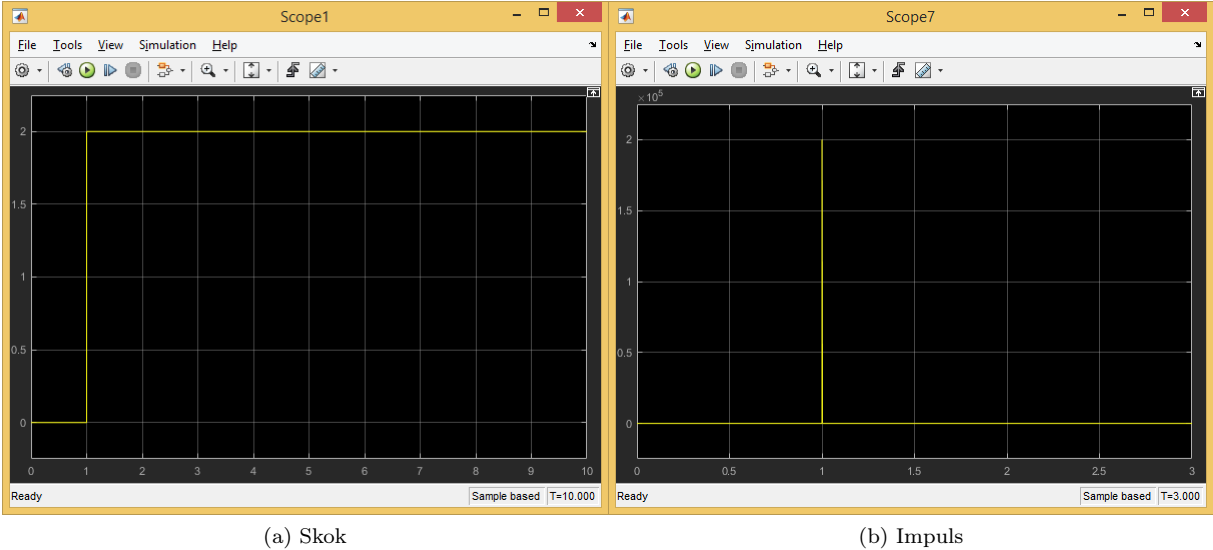 Scope1
File Tools View Simulation Help
2
1.5
1
0.5
0
0 1 2 3 4 5 6 7 8 9 10
Ready Sample based T=10.000
(a) Skok
Scope7
File Tools View Simulation Help
×10⁵
2
1.5
1
0.5
0
0 0.5 1 1.5 2 2.5 3
Ready Sample based T=3.000
(b) Impuls